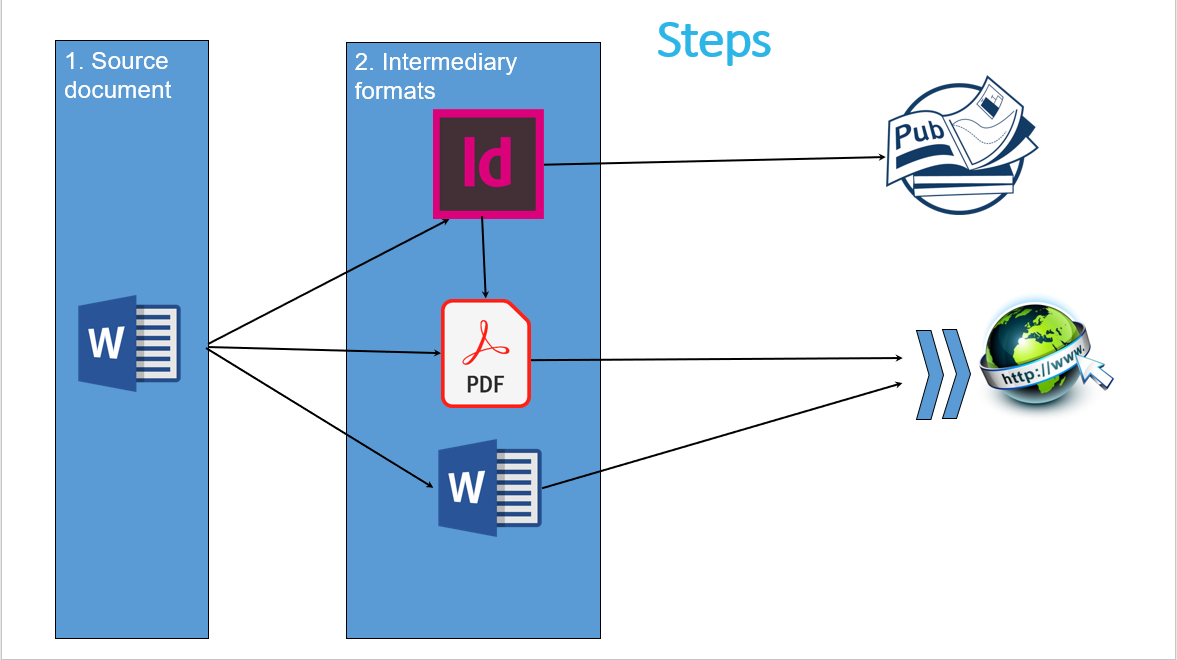 Steps
1. Source
document
2. Intermediary
formats
Id
Pub
W
PDF
http://www.
W